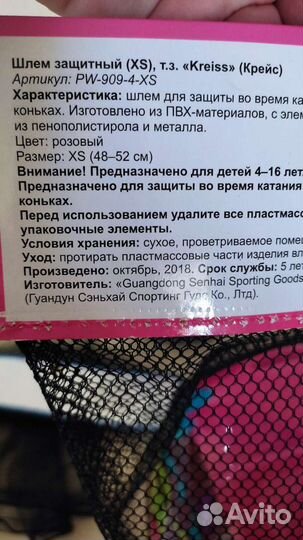 Шлем защитный (XS), т.з. «Kreiss» (Крейс)
Артикул: PW-909-4-XS
Характеристика: шлем для защиты во время ка
коньках. Изготовлено из ПВХ-материалов, с эле
из пенополистирола и металла.
Цвет: розовый
Размер: XS (48–52 см)
Внимание! Предназначено для детей 4–16 лет.
Предназначено для защиты во время катания
коньках.
Перед использованием удалите все пластмасс
упаковочные элементы.
Условия хранения: сухое, проветриваемое помещ
Уход: протирать пластмассовые части изделия вл
Произведено: октябрь, 2018. Срок службы: 5 лет
Изготовитель: «Guangdong Senhai Sporting Goods
(Гуандун Сэньхай Спортинг Гудс Ко., Лтд).
Avito